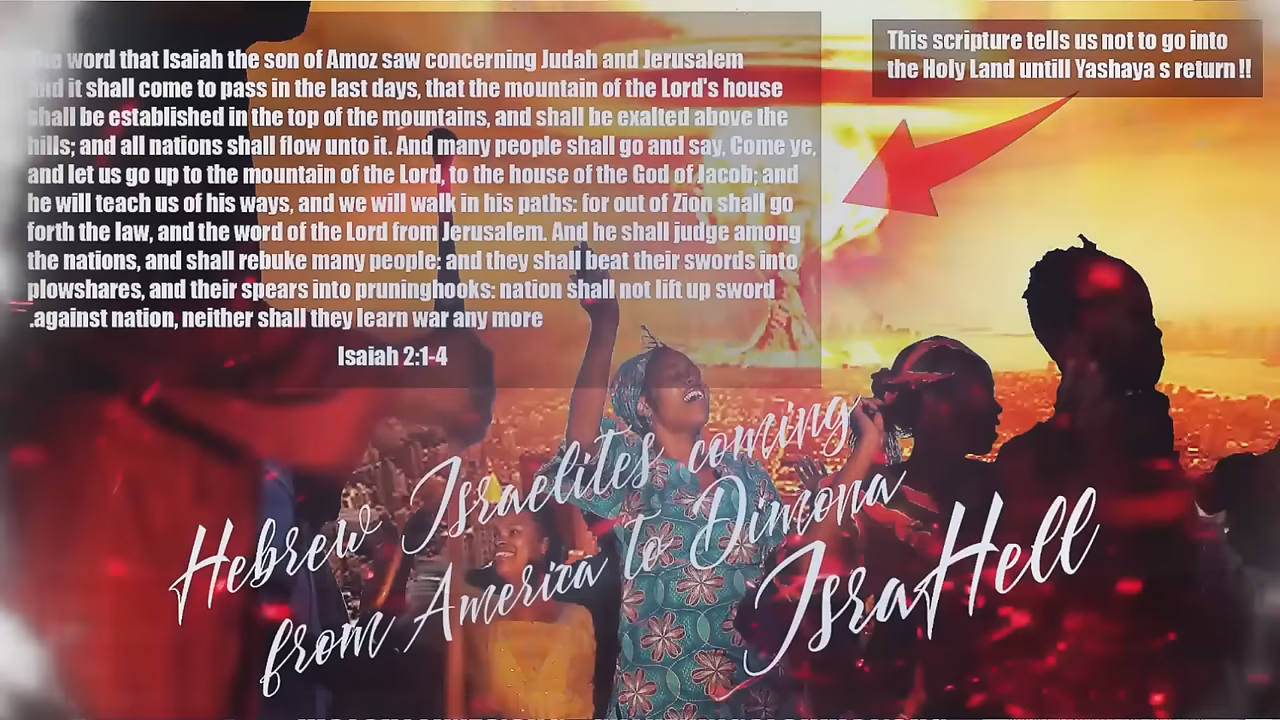 The word that Isaiah the son of Amoz saw concerning Judah and Jerusalem
And it shall come to pass in the last days, that the mountain of the Lord's house
shall be established in the top of the mountains, and shall be exalted above the
hills; and all nations shall flow unto it. And many people shall go and say, Come ye,
and let us go up to the mountain of the Lord, to the house of the God of Jacob; and
he will teach us of his ways, and we will walk in his paths: for out of Zion shall go
forth the law, and the word of the Lord from Jerusalem. And he shall judge among
the nations, and shall rebuke many people: and they shall beat their swords into
plowshares, and their spears into pruninghooks: nation shall not lift up sword
.against nation, neither shall they learn war any more
Isaiah 2:1-4
This scripture tells us not to go into
the Holy Land untill Yashaya s return !!
Hebrew Israelites coming
from America to Dimona
IsraHell